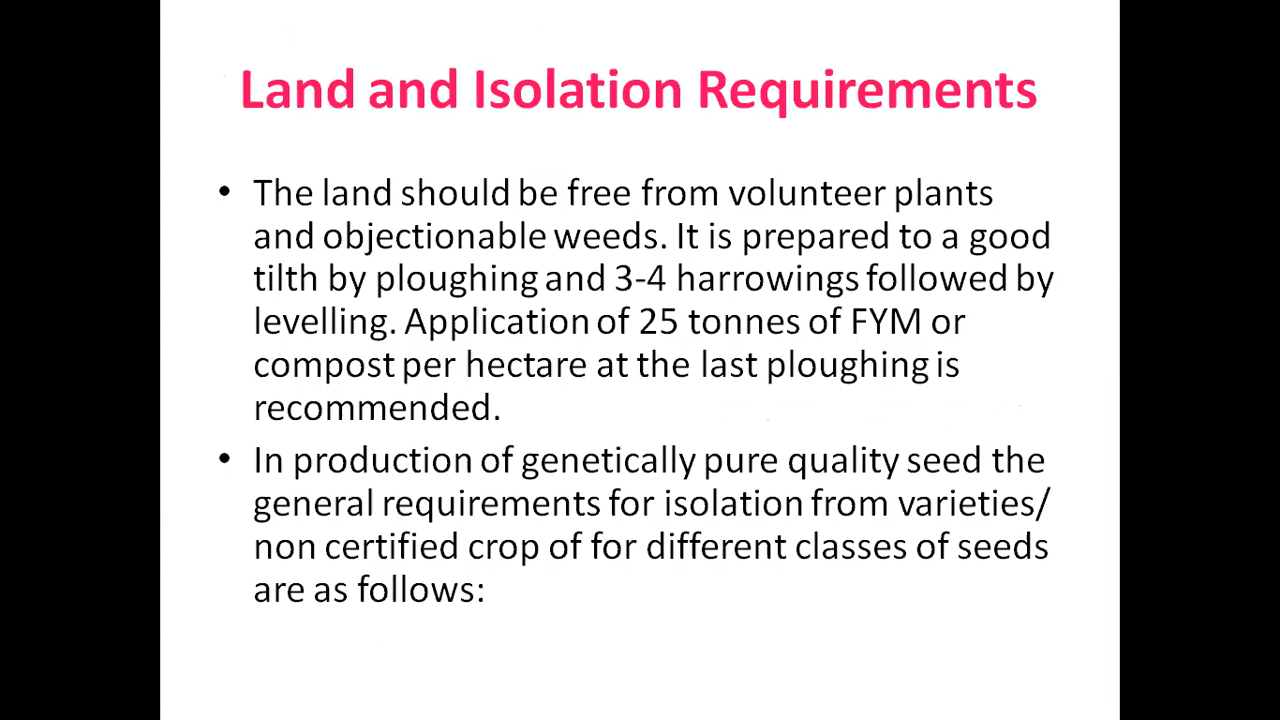 Land and Isolation Requirements
• The land should be free from volunteer plants
and objectionable weeds. It is prepared to a good
tilth by ploughing and 3-4 harrowings followed by
levelling. Application of 25 tonnes of FYM or
compost per hectare at the last ploughing is
recommended.
• In production of genetically pure quality seed the
general requirements for isolation from varieties/
non certified crop of for different classes of seeds
are as follows: